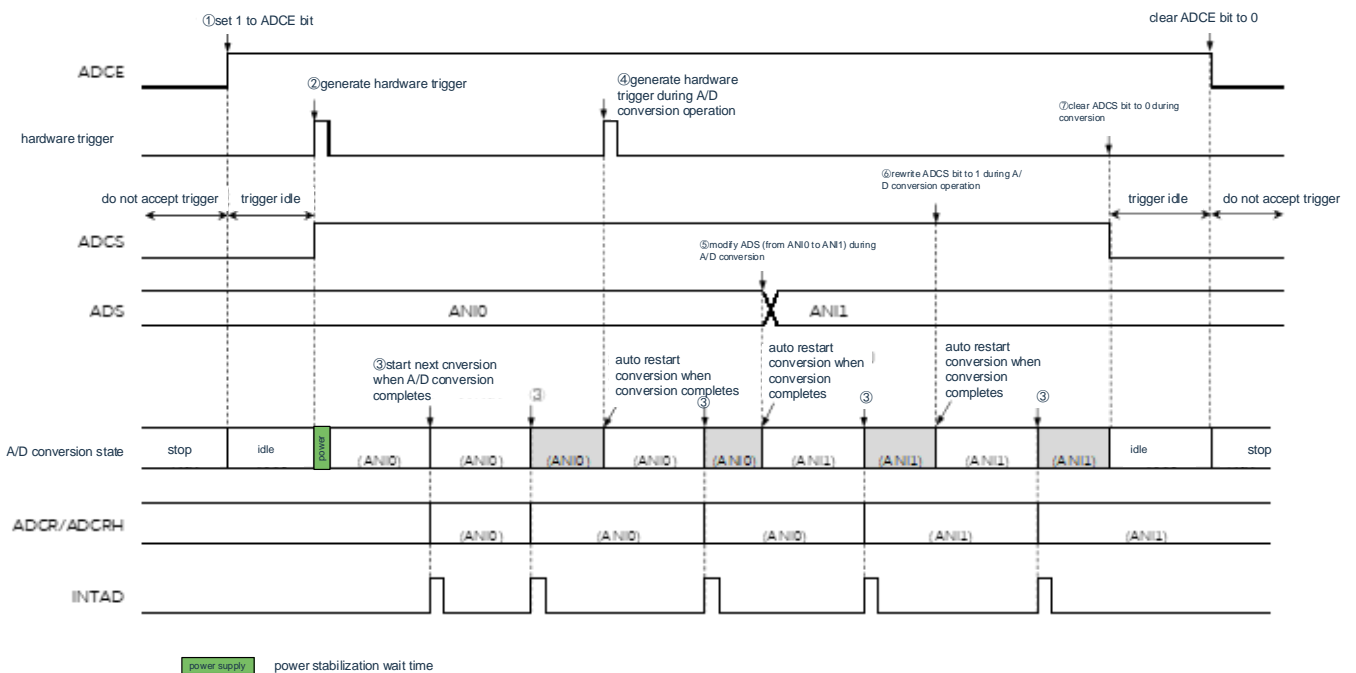 ①set 1 to ADCE bit
clear ADCE bit to 0
ADCE
②generate hardware trigger
④generate hardware
trigger during A/D
conversion operation
⑦clear ADCS bit to 0 during
conversion
hardware trigger
⑥rewrite ADCS bit to 1 during A/
D conversion operation
do not accept trigger
trigger idle
trigger idle
do not accept trigger
ADCS
⑤modify ADS (from ANI0 to ANI1) during
A/D conversion
ADS
ANI0
ANI1
③start next cnversion
when A/D conversion
completes
③
auto restart
conversion when
conversion completes
③
auto restart
conversion when
conversion
completes
③
auto restart
conversion when
conversion
completes
③
A/D conversion state
stop
idle
power
(ANI0)
(ANI0)
(ANI0)
(ANI0)
(ANI0)
(ANI1)
(ANI1)
(ANI1)
(ANI1)
idle
stop
ADCR/ADCRH
(ANI0)
(ANI0)
(ANI0)
(ANI1)
(ANI1)
INTAD
power supply
power stabilization wait time